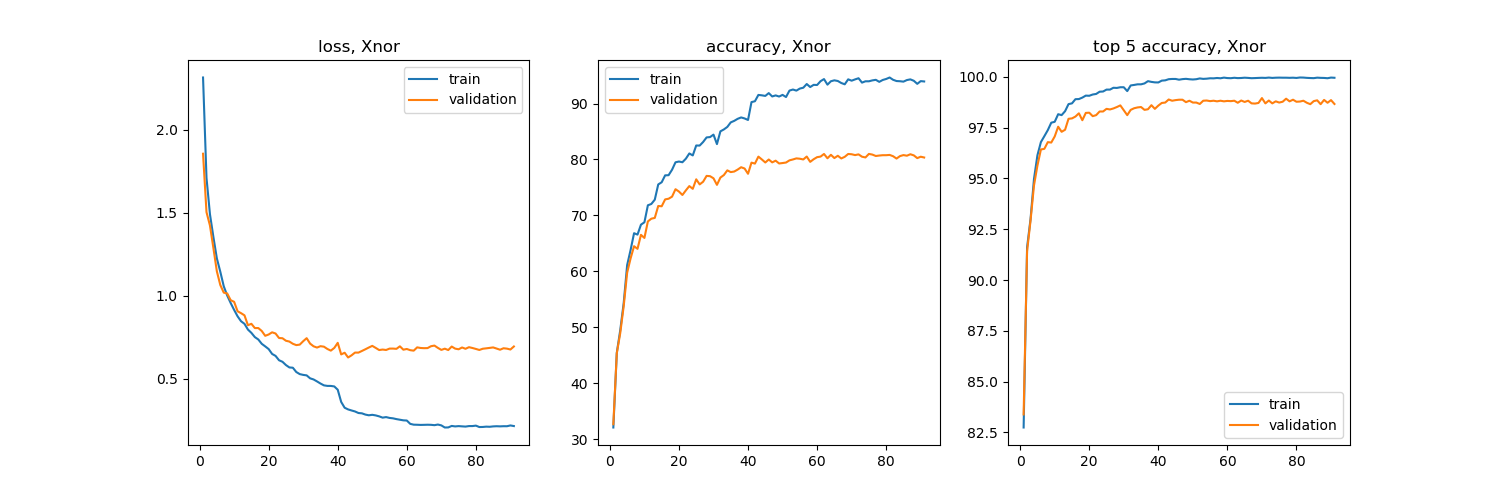 loss, Xnor
train
validation
2.0
1.5
1.0
0.5
0 20 40 60 80
accuracy, Xnor
train
validation
90
80
70
60
50
40
30
0 20 40 60 80
top 5 accuracy, Xnor
100.0
97.5
95.0
92.5
90.0
87.5
85.0
82.5
train
validation
0 20 40 60 80